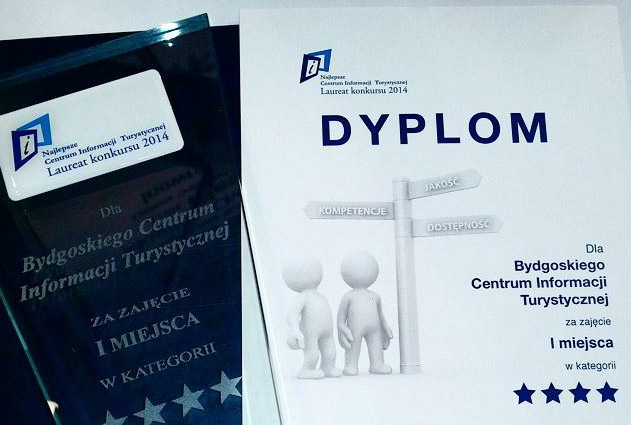 Najlepsze
Centrum Informacji Turystycznej
Laureat konkursu 2014
Dla
Bydgoskiego Centrum
Informacji Turystycznej
ZA ZAJĘCIE
I MIEJSCA
W KATEGORII
i
Najlepsze
Centrum Informacji Turystycznej
Laureat konkursu 2014
DYPLOM
JAKOŚĆ
KOMPETENCJE
DOSTĘPNOŚĆ
Dla
Bydgoskiego
Centrum Informacji
Turystycznej
za zajęcie
I miejsca
w kategorii